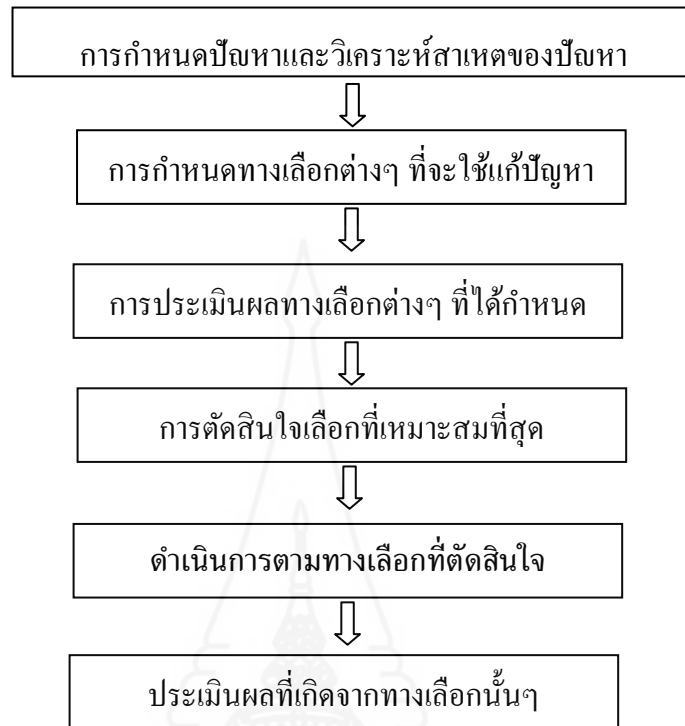 การกำหนดปัญหาและวิเคราะห์สาเหตของปัญหา
การกำหนดทางเลือกต่างๆ ที่จะใช้แก้ปัญหา
การประเมินผลทางเลือกต่างๆ ที่ได้กำหนด
การตัดสินใจเลือกที่เหมาะสมที่สุด
ดำเนินการตามทางเลือกที่ตัดสินใจ
ประเมินผลที่เกิดจากทางเลือกนั้นๆ